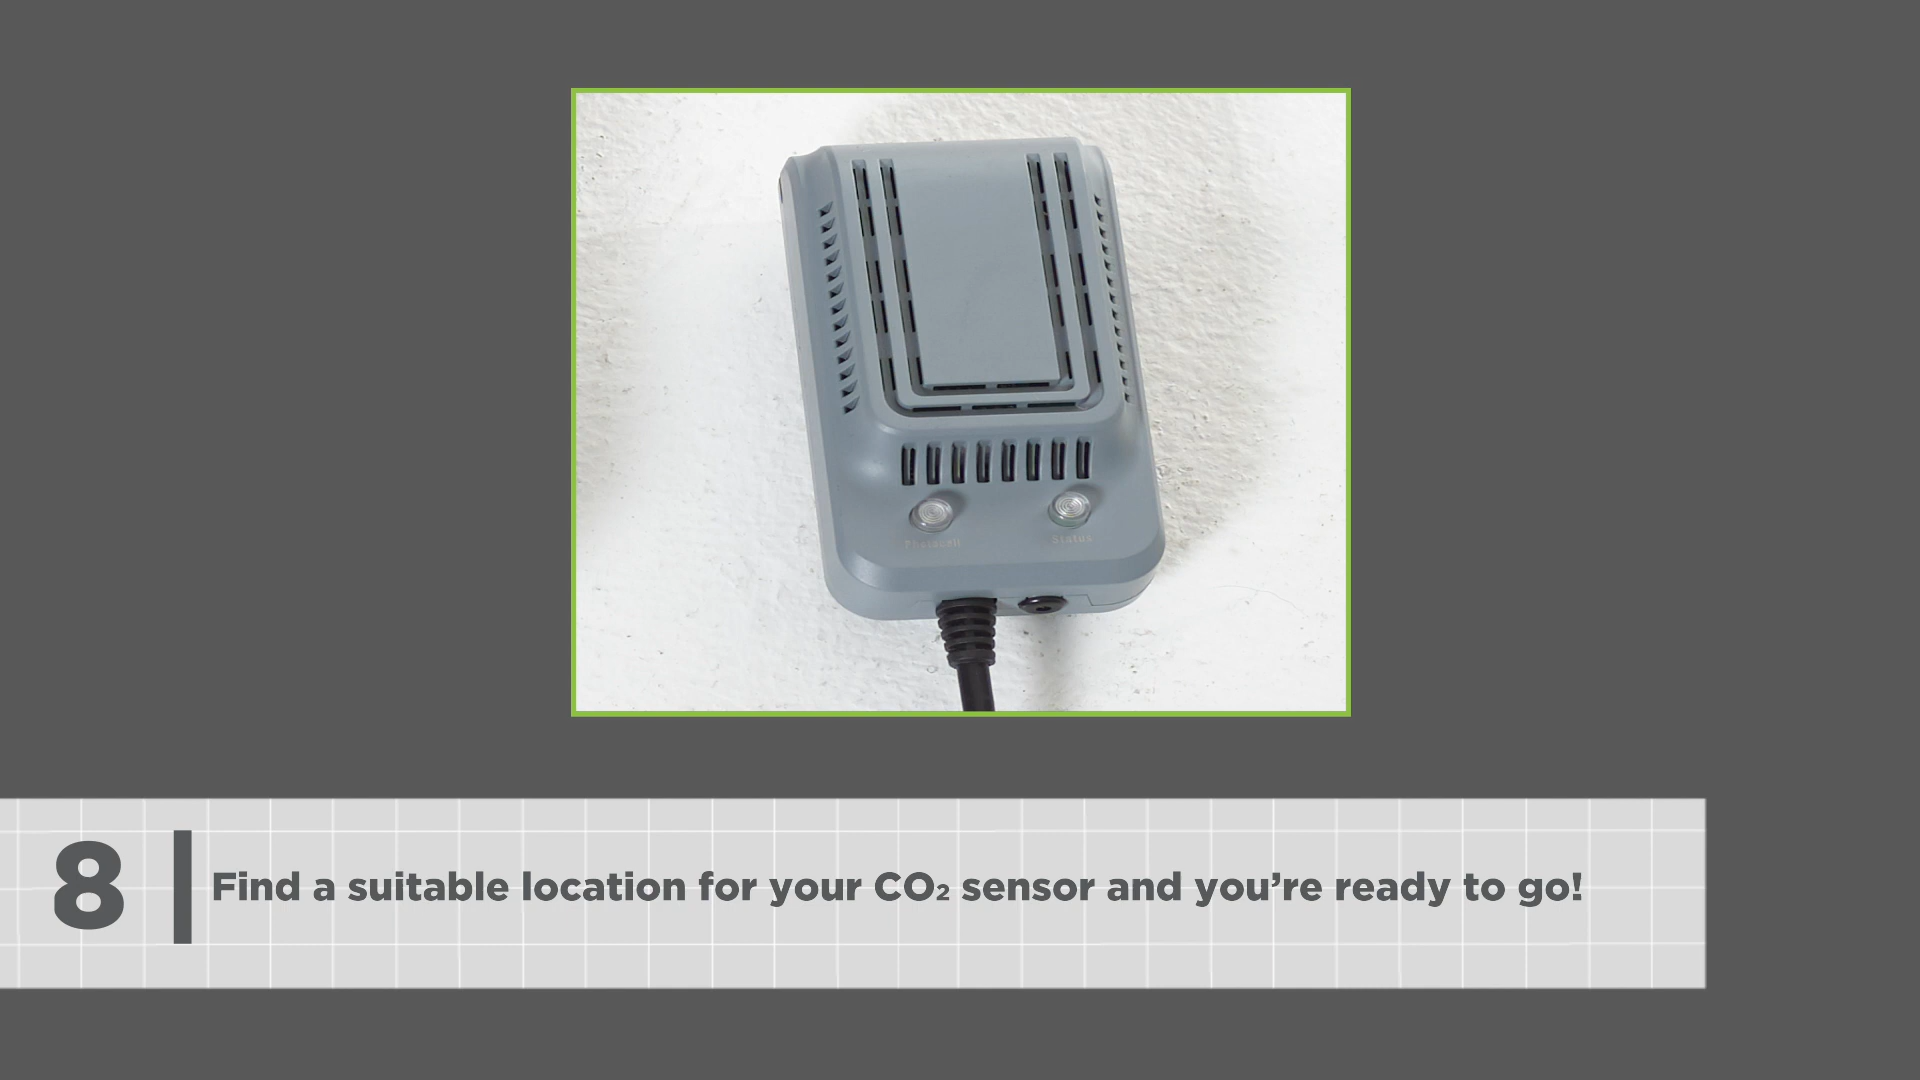 Photocell Status
8
Find a suitable location for your CO₂ sensor and you're ready to go!